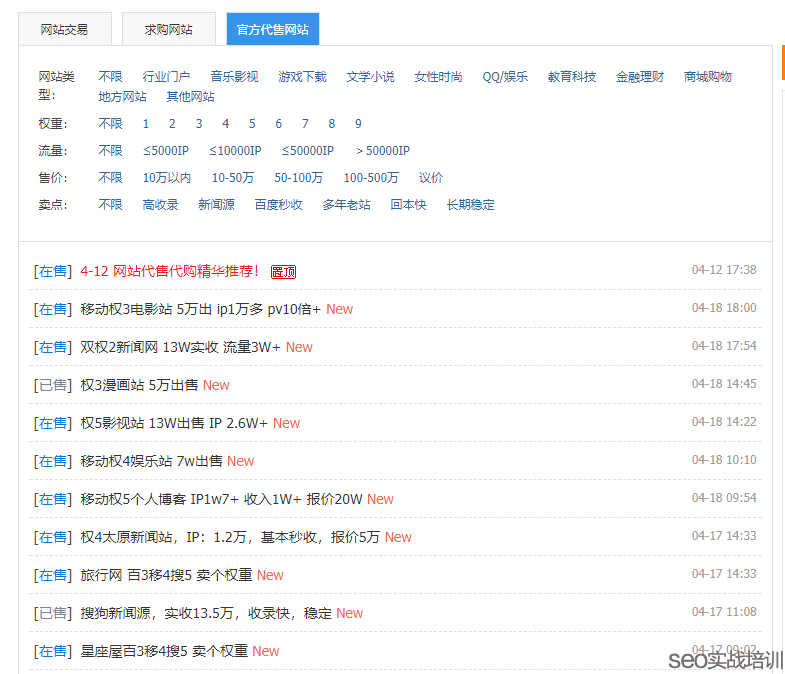 网站交易 求购网站 官方代售网站
网站类型: 不限 行业门户 音乐影视 游戏下载 文学小说 女性时尚 QQ/娱乐 教育科技 金融理财 商城购物
地方网站 其他网站
权重: 不限 1 2 3 4 5 6 7 8 9
流量: 不限 ≤5000IP ≤10000IP ≤50000IP > 50000IP
售价: 不限 10万以内 10-50万 50-100万 100-500万 议价
卖点: 不限 高收录 新闻源 百度秒收 多年老站 回本快 长期稳定
[在售] 4-12 网站代售代购精华推荐! 置顶 04-12 17:38
[在售] 移动权3电影站 5万出 ip1万多 pv10倍+ New 04-18 18:00
[在售] 双权2新闻网 13W实收 流量3W+ New 04-18 17:54
[已售] 权3漫画站 5万出售 New 04-18 14:45
[在售] 权5影视站 13W出售 IP 2.6W+ New 04-18 14:22
[在售] 移动权4娱乐站 7w出售 New 04-18 10:10
[在售] 移动权5个人博客 IP1w7+ 收入1W+ 报价20W New 04-18 09:54
[在售] 权4太原新闻站，IP：1.2万，基本秒收，报价5万 New 04-17 14:33
[在售] 旅行网 百3移4搜5 卖个权重 New 04-17 14:33
[已售] 搜狗新闻源，实收13.5万，收录快，稳定 New 04-17 11:08
[在售] 星座屋百3移4搜5 卖个权重 New 04-17 09:02
seo实战培训